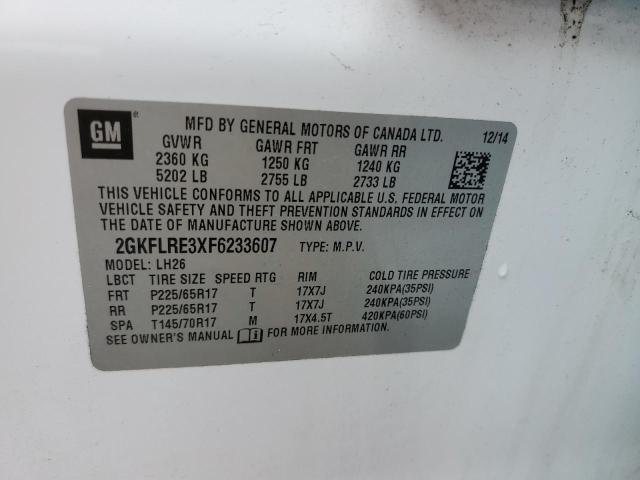 GM ®
MFD BY GENERAL MOTORS OF CANADA LTD. 12/14
GVWR GAWR FRT GAWR RR
2360 KG 1250 KG 1240 KG
5202 LB 2755 LB 2733 LB
THIS VEHICLE CONFORMS TO ALL APPLICABLE U.S. FEDERAL MOTOR
VEHICLE SAFETY AND THEFT PREVENTION STANDARDS IN EFFECT ON
THE DATE OF MANUFACTURE SHOWN ABOVE.
2GKFLRE3XF6233607 TYPE: M.P.V.
MODEL: LH26
LBCT TIRE SIZE SPEED RTG RIM COLD TIRE PRESSURE
FRT P225/65R17 T 17X7J 240KPA(35PSI)
RR P225/65R17 T 17X7J 240KPA(35PSI)
SPA T145/70R17 M 17X4.5T 420KPA(60PSI)
SEE OWNER'S MANUAL FOR MORE INFORMATION.